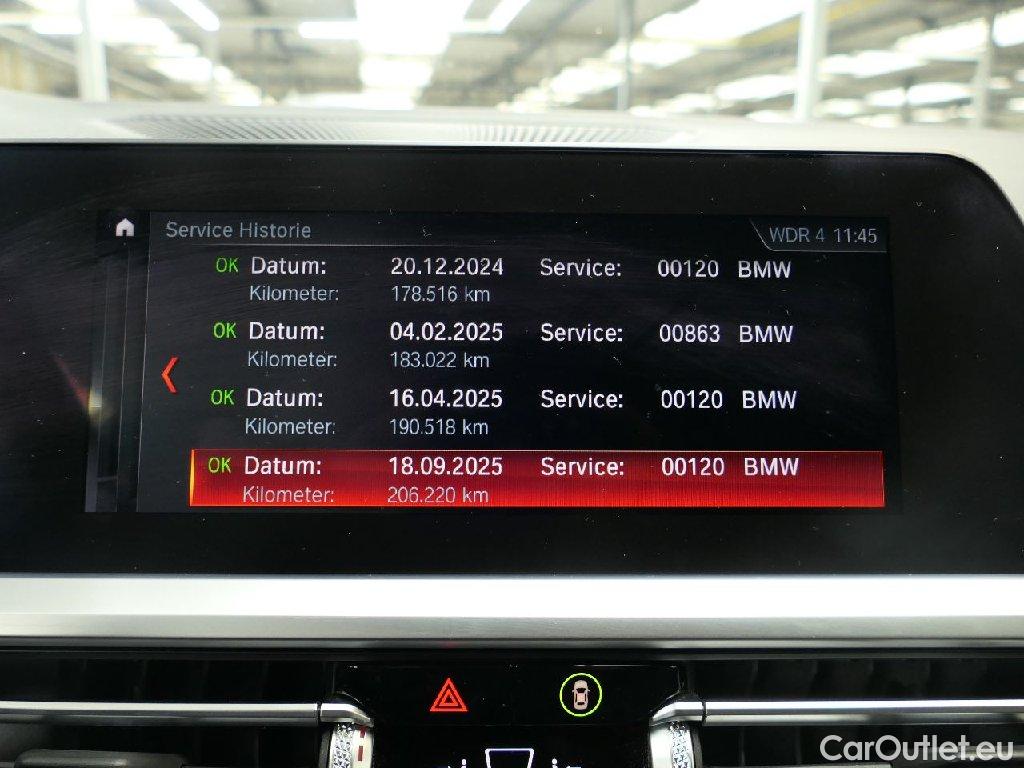 Service Historie
WDR 4 11:45
OK Datum: 20.12.2024 Service: 00120 BMW
Kilometer: 178.516 km
OK Datum: 04.02.2025 Service: 00863 BMW
Kilometer: 183.022 km
OK Datum: 16.04.2025 Service: 00120 BMW
Kilometer: 190.518 km
OK Datum: 18.09.2025 Service: 00120 BMW
Kilometer: 206.220 km
CarOutlet.eu